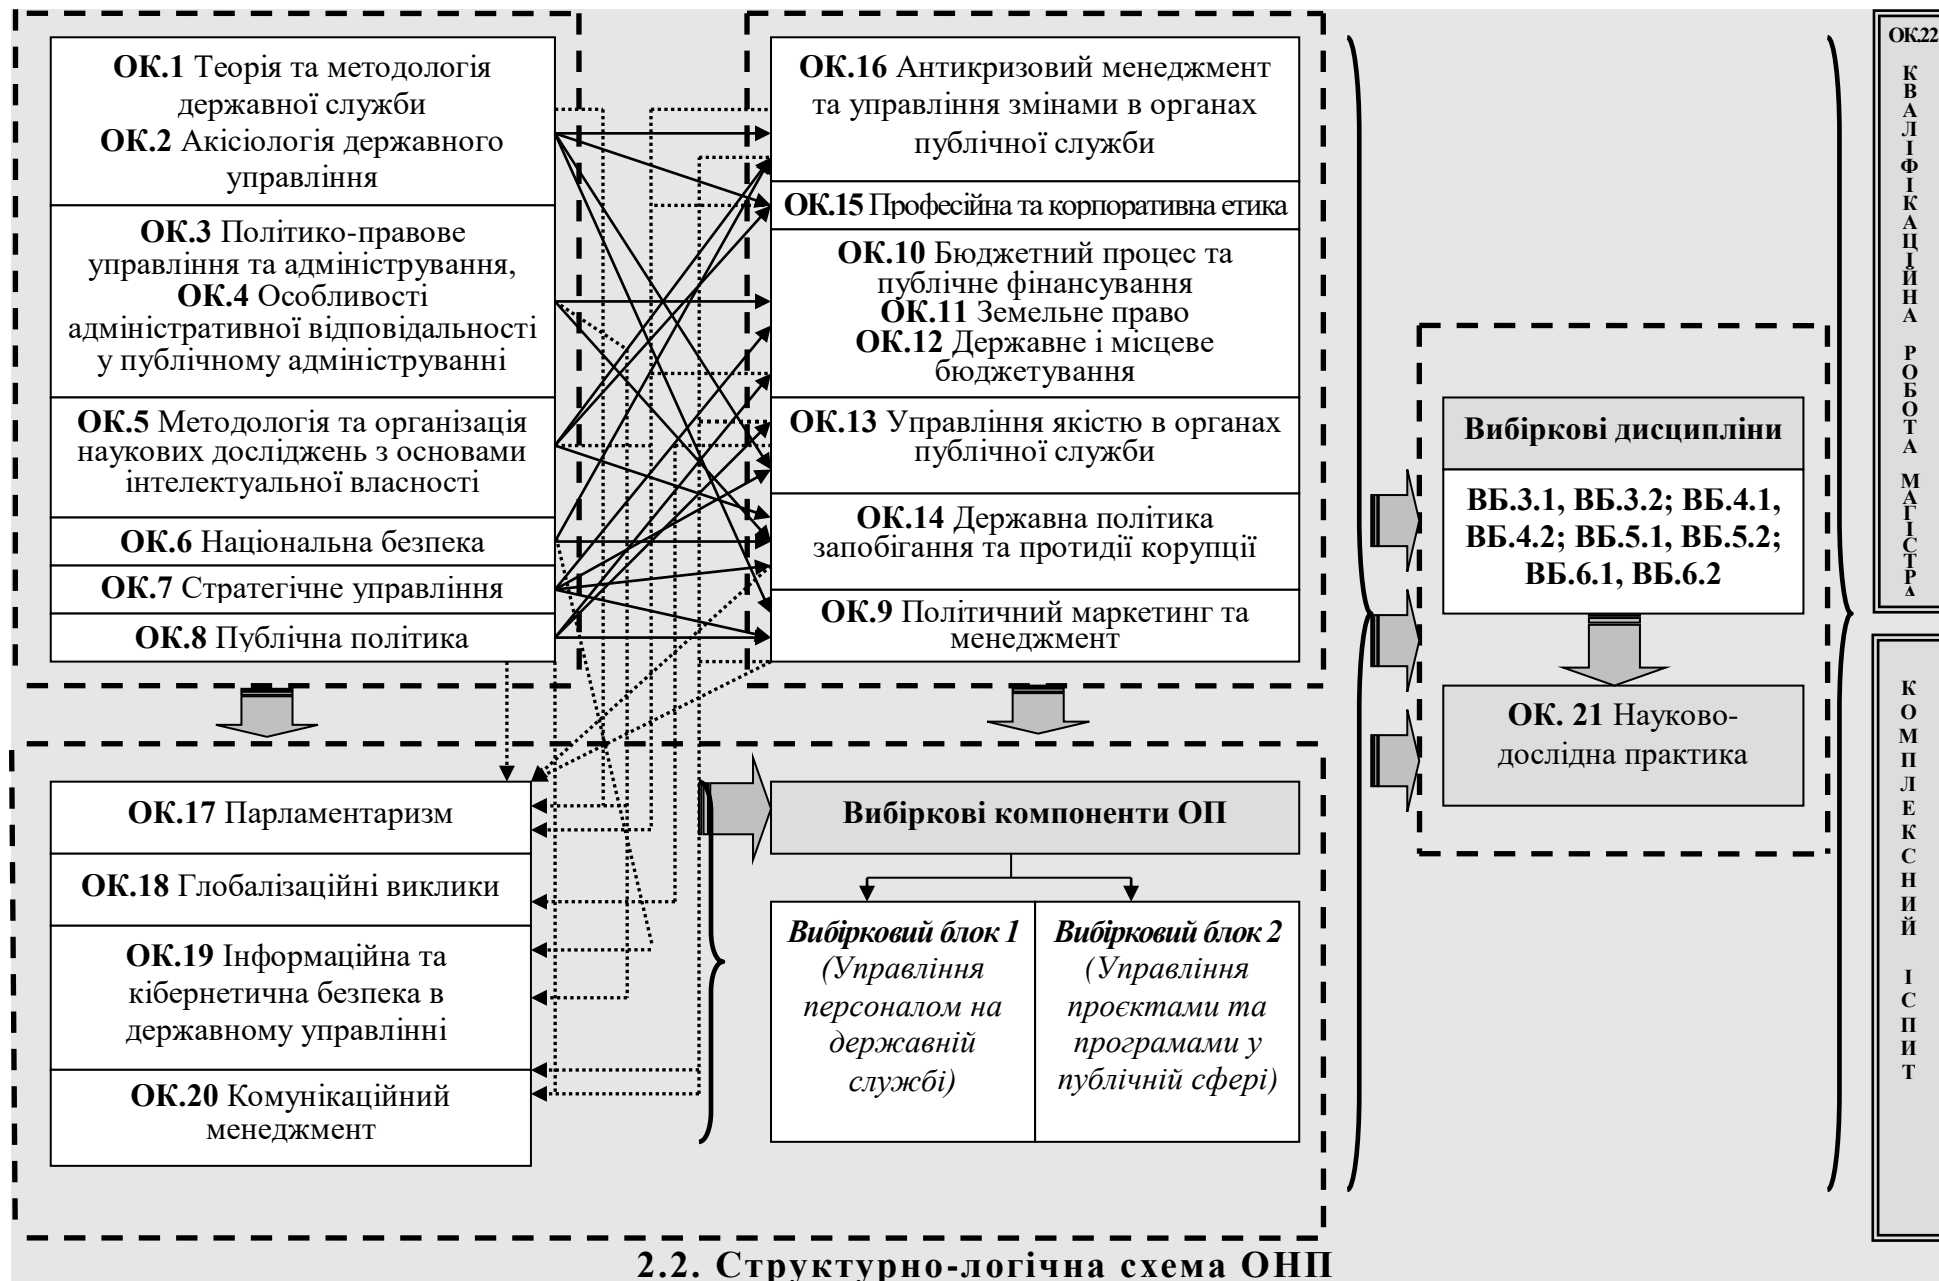 ОК.1 Теорія та методологія
державної служби
ОК.2 Акісіологія державного
управління
ОК.3 Політико-правове
управління та адміністрування,
ОК.4 Особливості
адміністративної відповідальності
у публічному адмініструванні
ОК.5 Методологія та організація
наукових досліджень з основами
інтелектуальної власності
ОК.6 Національна безпека
ОК.7 Стратегічне управління
ОК.8 Публічна політика
ОК.16 Антикризовий менеджмент
та управління змінами в органах
публічної служби
ОК.15 Професійна та корпоративна етика
ОК.10 Бюджетний процес та
публічне фінансування
ОК.11 Земельне право
ОК.12 Державне і місцеве
бюджетування
ОК.13 Управління якістю в органах
публічної служби
ОК.14 Державна політика
запобігання та протидії корупції
ОК.9 Політичний маркетинг та
менеджмент
ОК.17 Парламентаризм
ОК.18 Глобалізаційні виклики
ОК.19 Інформаційна та
кібернетична безпека в
державному управлінні
ОК.20 Комунікаційний
менеджмент
Вибіркові компоненти ОП
Вибірковий блок 1
(Управління
персоналом на
державній
службі)
Вибірковий блок 2
(Управління
проєктами та
програмами у
публічній сфері)
Вибіркові дисципліни
ВБ.3.1, ВБ.3.2; ВБ.4.1,
ВБ.4.2; ВБ.5.1, ВБ.5.2;
ВБ.6.1, ВБ.6.2
ОК. 21 Науково-
дослідна практика
ОК.22
КВАЛІФІКАЦІЙНА РОБОТА МАГІСТРА
КОМПЛЕКСНИЙ ІСПИТ
2.2. Структурно-логічна схема ОНП